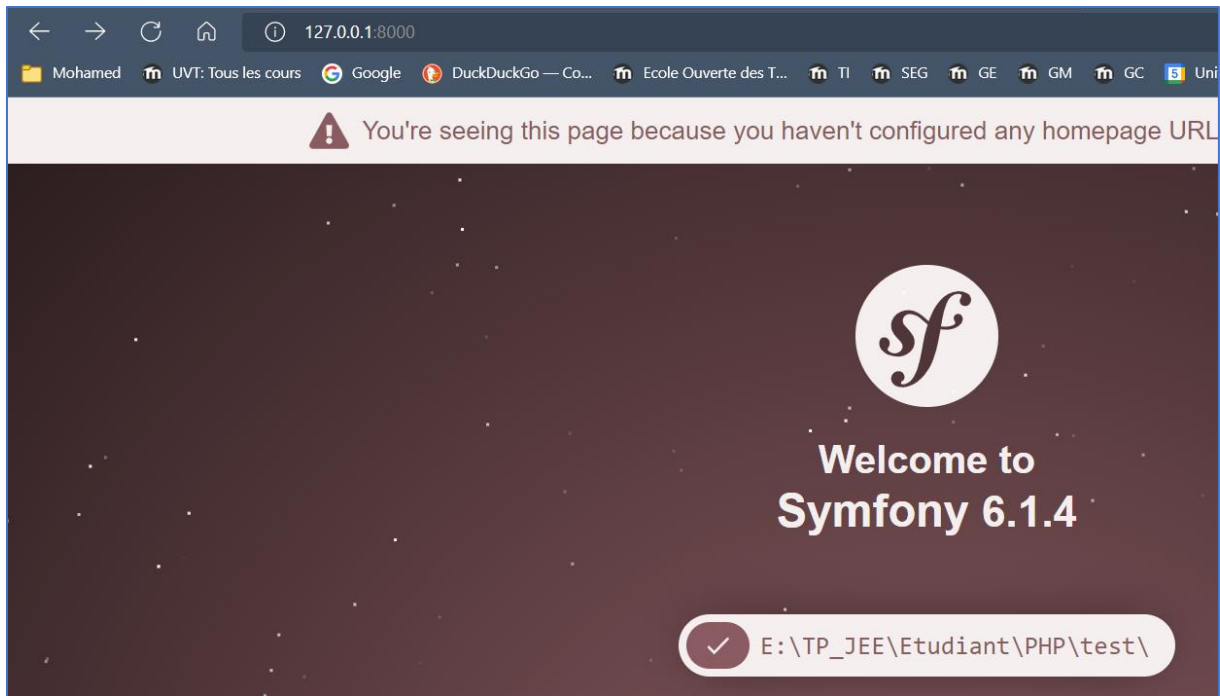 127.0.0.1:8000
Mohamed UVT: Tous les cours Google DuckDuckGo — Co... Ecole Ouverte des T... TI SEG GE GM GC 5 Uni
You're seeing this page because you haven't configured any homepage URL
sf
Welcome to
Symfony 6.1.4
E:\TP_JEE\Etudiant\PHP\test\